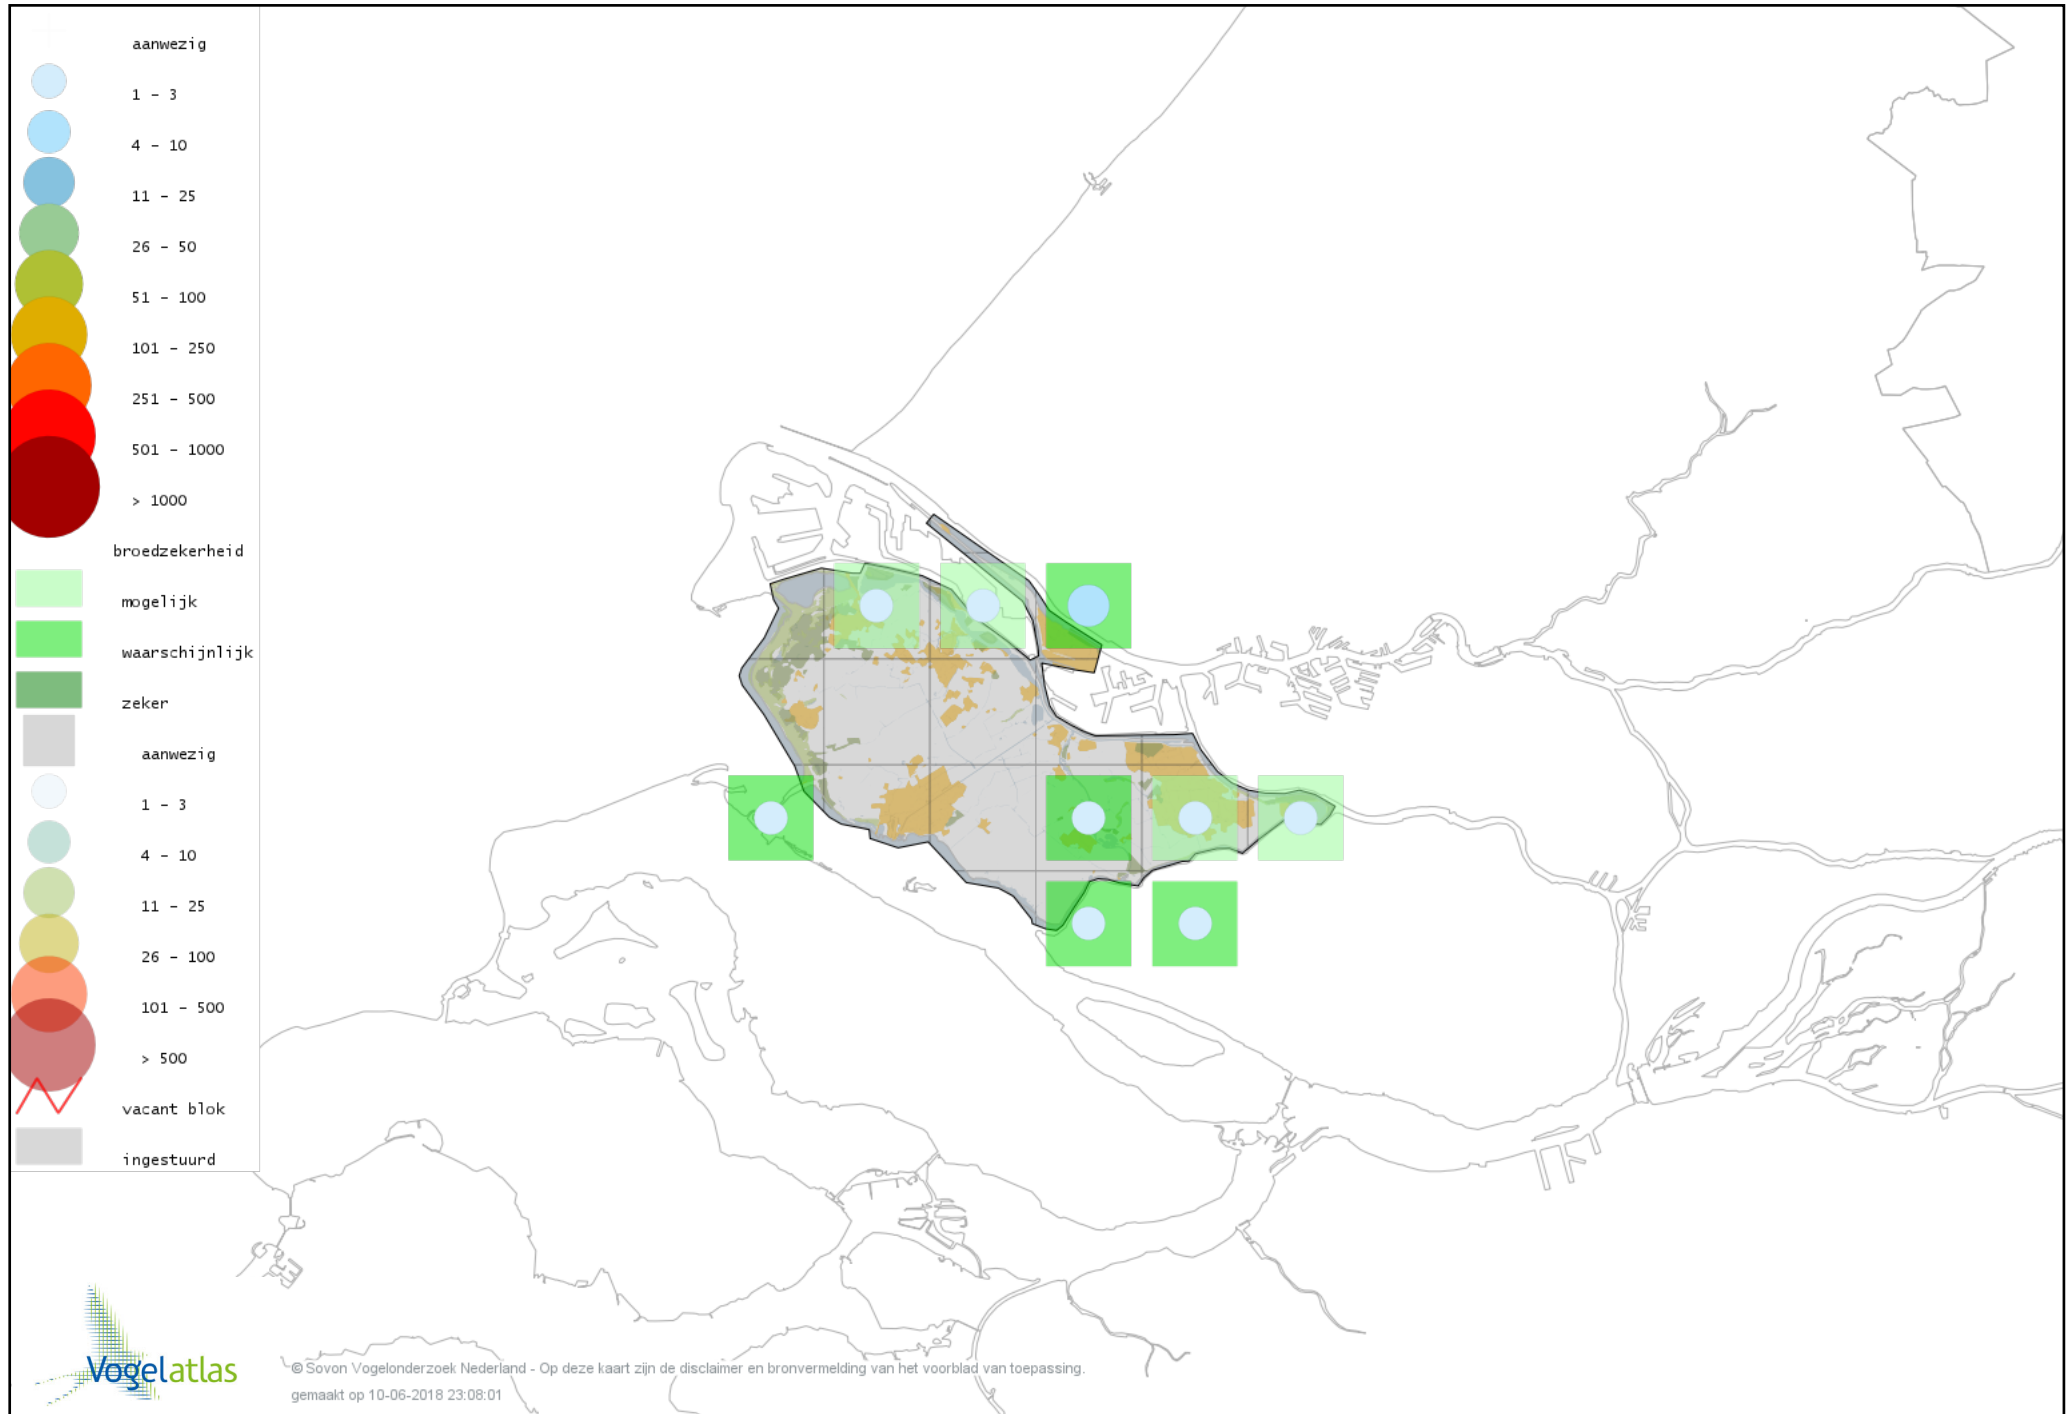 aanwezig
1 - 3
4 - 10
11 - 25
26 - 50
51 - 100
101 - 250
251 - 500
501 - 1000
> 1000
broedzekerheid
mogelijk
waarschijnlijk
zeker
aanwezig
1 - 3
4 - 10
11 - 25
26 - 100
101 - 500
> 500
vacant blok
ingestuurd
Vogelatlas
© Sovon Vogelonderzoek Nederland - Op deze kaart zijn de disclaimer en bronvermelding van het voorblad van toepassing.
gemaakt op 10-06-2018 23:08:01